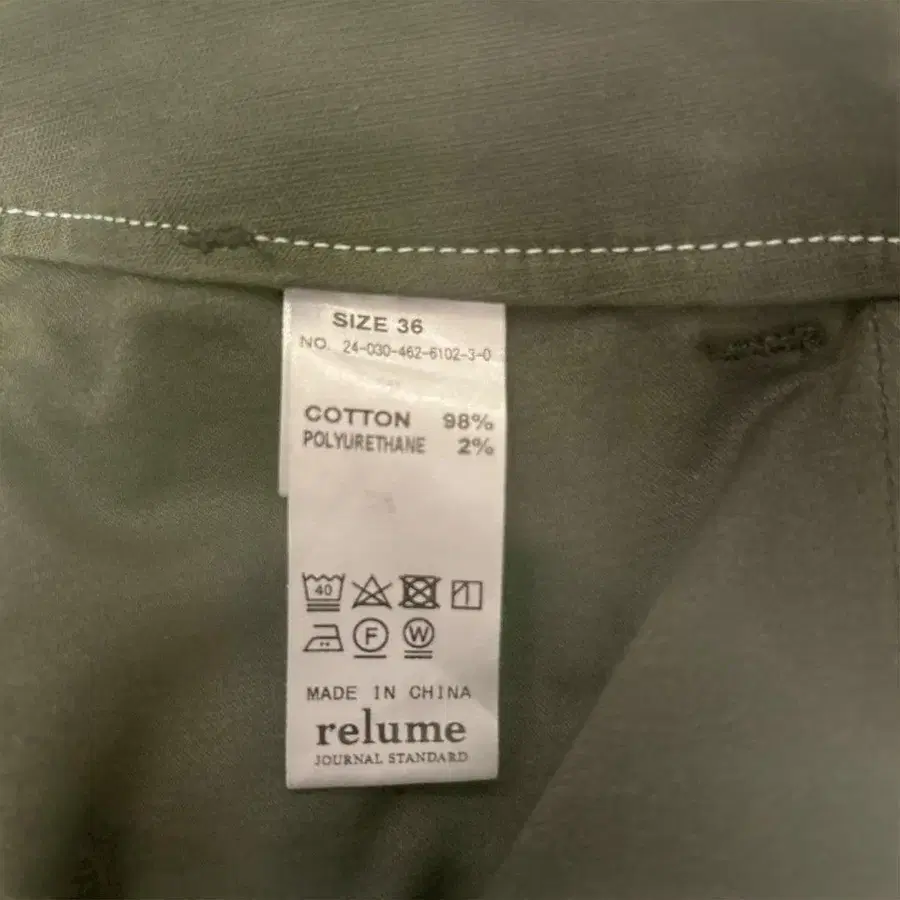 SIZE 36
NO. 24-030-462-6102-3-0
COTTON 98%
POLYURETHANE 2%
40
F W
MADE IN CHINA
relume
JOURNAL STANDARD